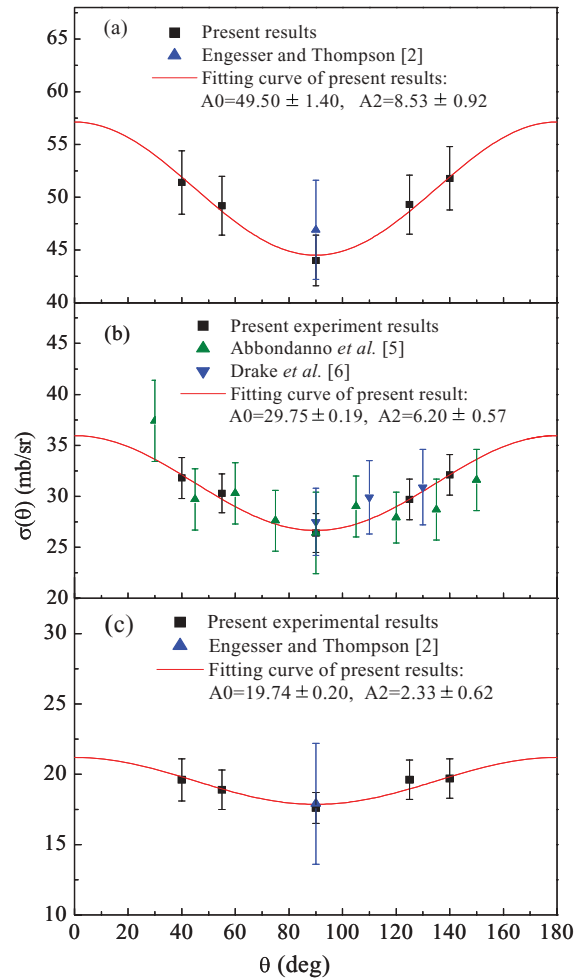 (a)
Present results
Engesser and Thompson [2]
Fitting curve of present results:
A0=49.50 ± 1.40, A2=8.53 ± 0.92
65
60
55
50
45
40
(b)
Present experiment results
Abbondanno et al. [5]
Drake et al. [6]
Fitting curve of present result:
A0=29.75 ± 0.19, A2=6.20 ± 0.57
45
40
35
30
25
20
σ(θ) (mb/sr)
(c)
Present experimental results
Engesser and Thompson [2]
Fitting curve of present results:
A0=19.74 ± 0.20, A2=2.33 ± 0.62
30
25
20
15
10
0 20 40 60 80 100 120 140 160 180
θ (deg)